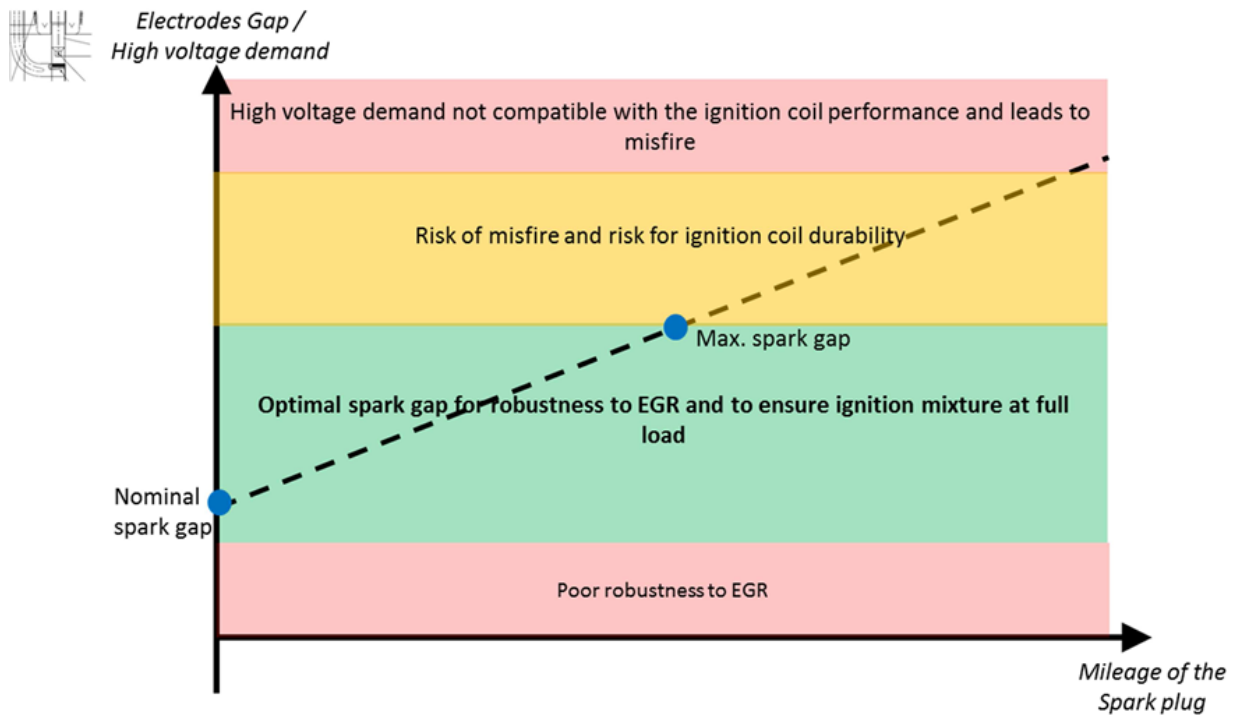 Electrodes Gap /
High voltage demand
High voltage demand not compatible with the ignition coil performance and leads to
misfire
Risk of misfire and risk for ignition coil durability
Max. spark gap
Optimal spark gap for robustness to EGR and to ensure ignition mixture at full
load
Nominal
spark gap
Poor robustness to EGR
Mileage of the
Spark plug